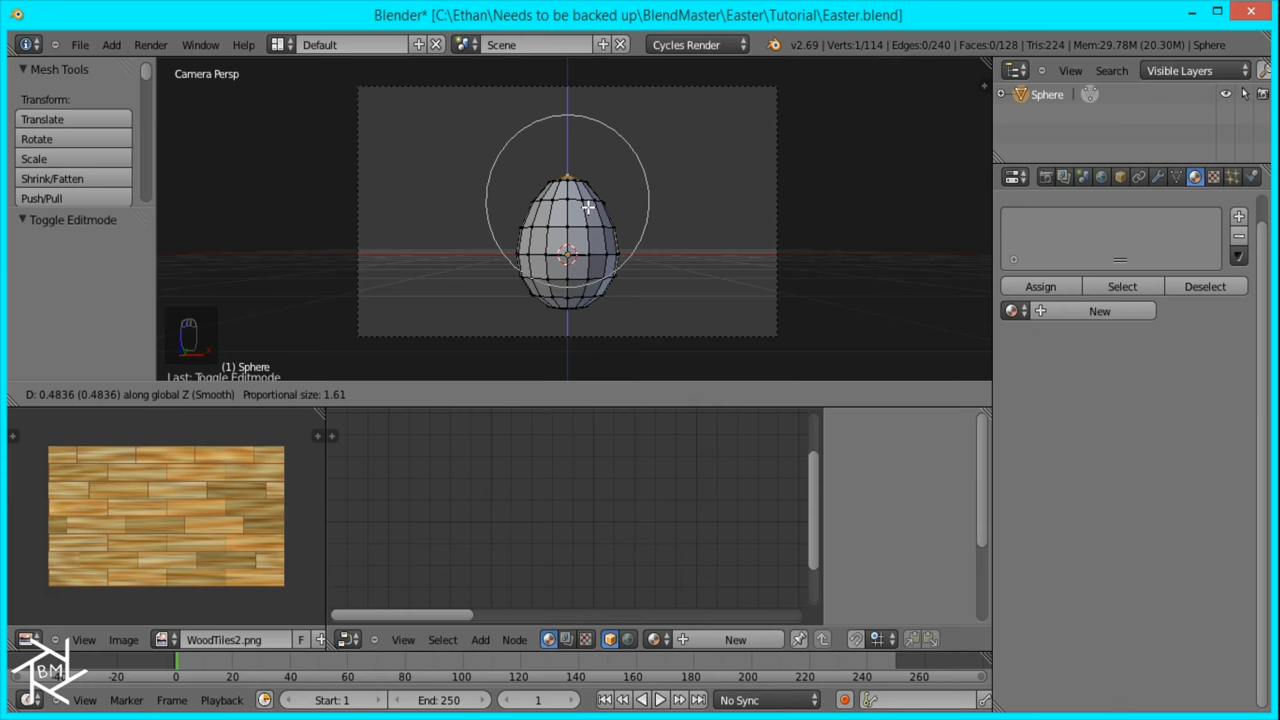 Blender* [C:\Ethan\Needs to be backed up\BlendMaster\Easter\Tutorial\Easter.blend]
File Add Render Window Help Default Scene Cycles Render v2.69 | Verts:1/114 | Edges:0/240 | Faces:0/128 | Tris:224 | Mem:29.78M (20.30M) | Sphere
Mesh Tools
Transform:
Translate
Rotate
Scale
Shrink/Fatten
Push/Pull
Toggle Editmode
Camera Persp
(1) Sphere
Last: Toggle Editmode
D: 0.4836 (0.4836) along global Z (Smooth) Proportional size: 1.61
View Search Visible Layers
Sphere
Assign Select Deselect
New
View Image WoodTiles2.png F
View Select Add Node New
-40 -20 0 20 40 60 80 100 120 140 160 180 200 220 240 260
View Marker Frame Playback Start: 1 End: 250 1 No Sync
BM